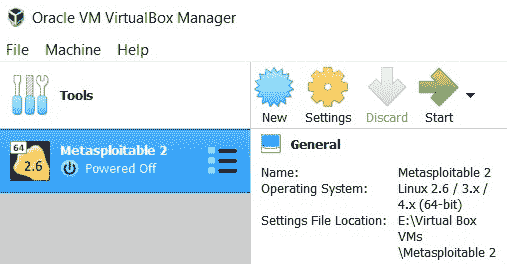 Oracle VM VirtualBox Manager
File Machine Help
Tools
New Settings Discard Start
64
2.6
Metasploitable 2
Powered Off
General
Name: Metasploitable 2
Operating System: Linux 2.6 / 3.x /
4.x (64-bit)
Settings File Location: E:\Virtual Box
VMs
\Metasploitable 2